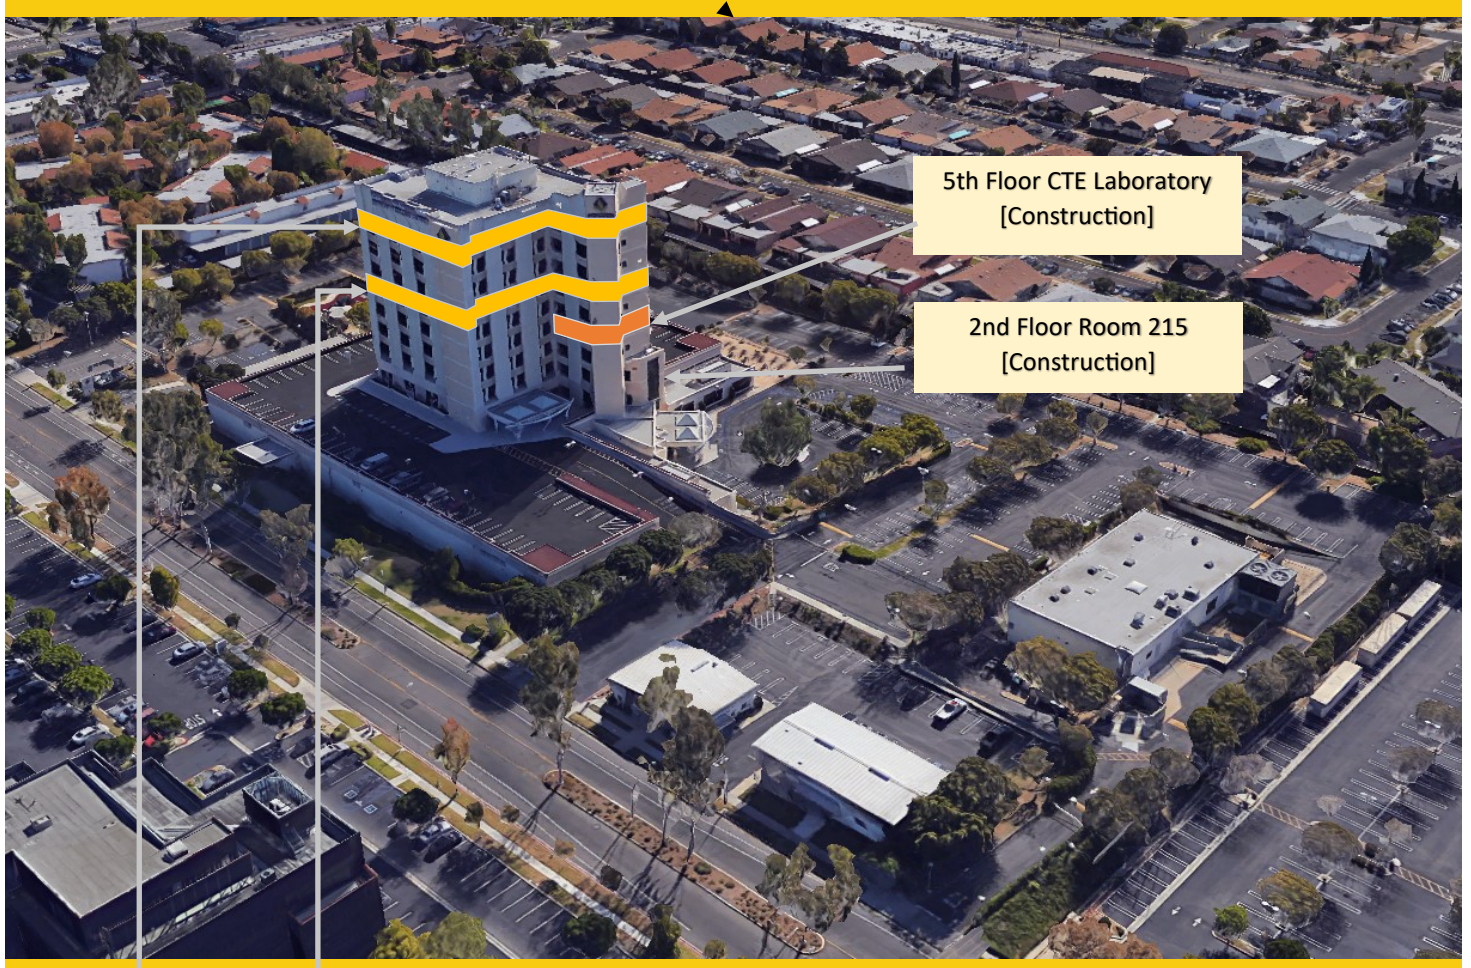 5th Floor CTE Laboratory
[Construction]
2nd Floor Room 215
[Construction]